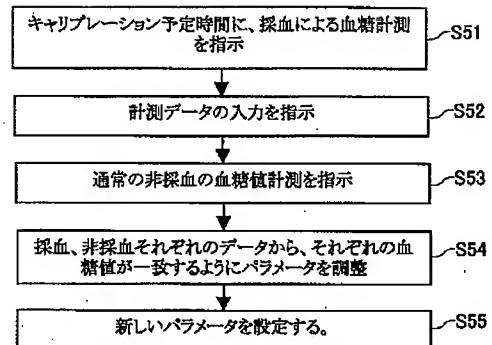 キャリブレーション予定時間に、採血による血糖計測
を指示
S51
計測データの入力を指示
S52
通常の非採血の血糖値計測を指示
S53
採血、非採血それぞれのデータから、それぞれの血
糖値が一致するようにパラメータを調整
S54
新しいパラメータを設定する。
S55